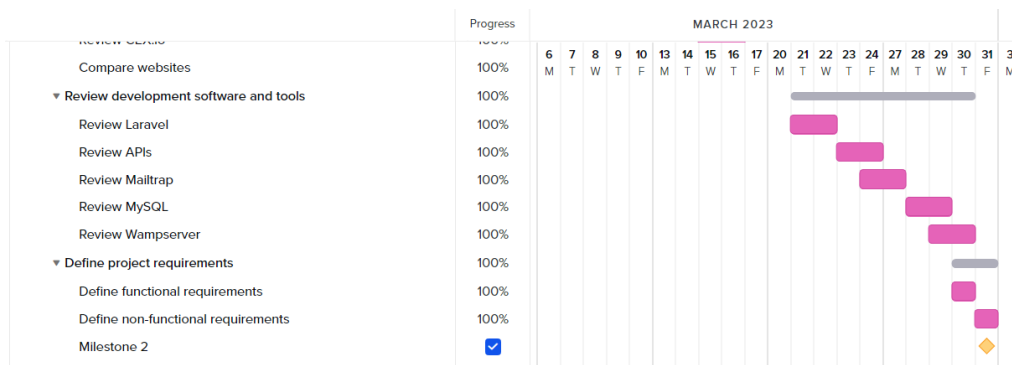 Progress
MARCH 2023
6 7 8 9 10 13 14 15 16 17 20 21 22 23 24 27 28 29 30 31
M T W T F M T W T F M T W T F M T W T F M
Compare websites 100%
Review development software and tools 100%
Review Laravel 100%
Review APIs 100%
Review Mailtrap 100%
Review MySQL 100%
Review Wampserver 100%
Define project requirements 100%
Define functional requirements 100%
Define non-functional requirements 100%
Milestone 2